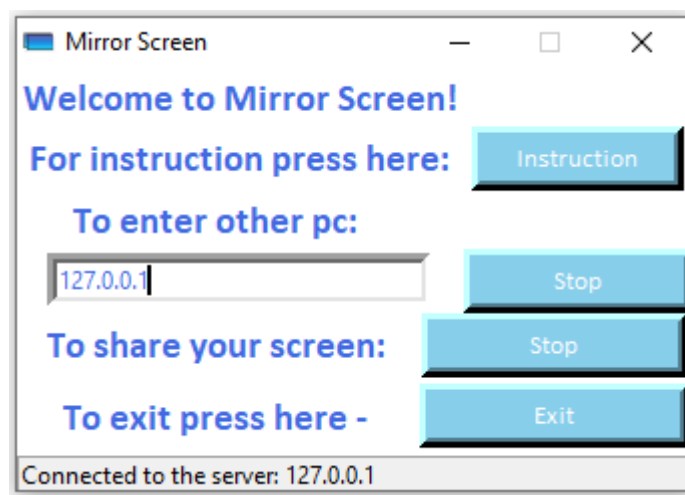 Mirror Screen
Welcome to Mirror Screen!
For instruction press here: Instruction
To enter other pc:
127.0.0.1 Stop
To share your screen: Stop
To exit press here - Exit
Connected to the server: 127.0.0.1